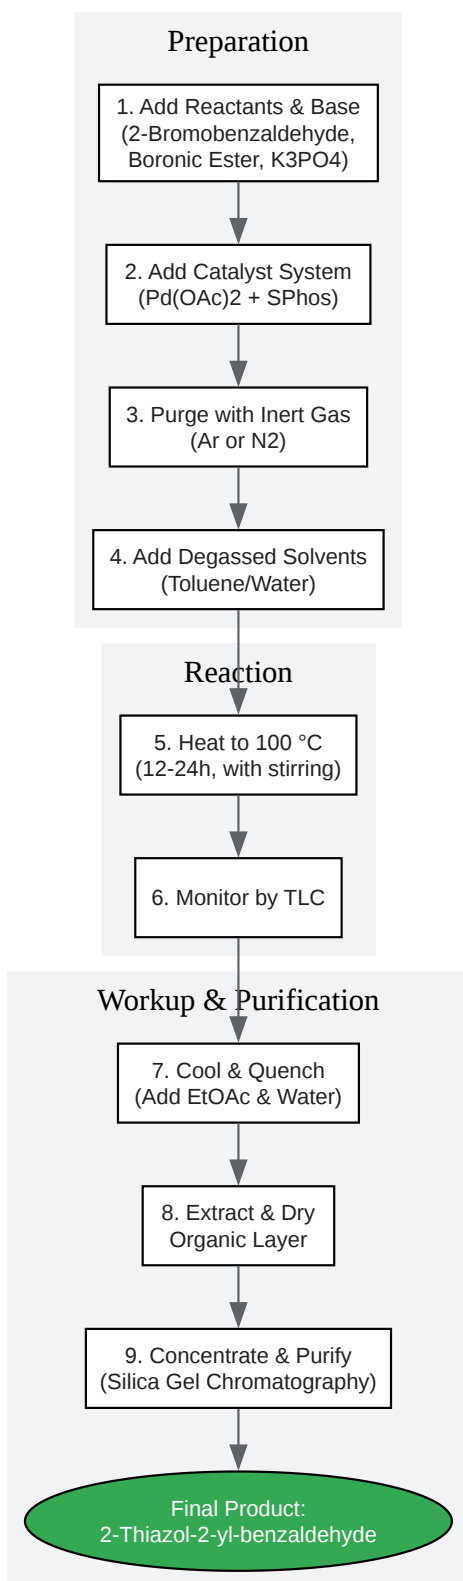 Preparation
1. Add Reactants & Base
(2-Bromobenzaldehyde,
Boronic Ester, K3PO4)
2. Add Catalyst System
(Pd(OAc)2 + SPhos)
3. Purge with Inert Gas
(Ar or N2)
4. Add Degassed Solvents
(Toluene/Water)
Reaction
5. Heat to 100 °C
(12-24h, with stirring)
6. Monitor by TLC
Workup & Purification
7. Cool & Quench
(Add EtOAc & Water)
8. Extract & Dry
Organic Layer
9. Concentrate & Purify
(Silica Gel Chromatography)
Final Product:
2-Thiazol-2-yl-benzaldehyde